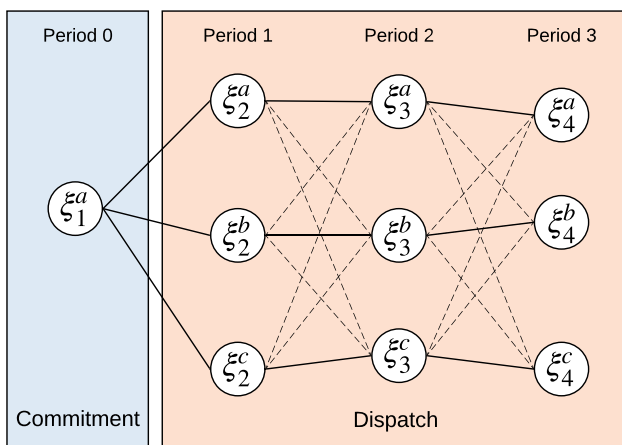 Period 0 Period 1 Period 2 Period 3
ξ₂ᵃ ξ₃ᵃ ξ₄ᵃ
ξ₁ᵃ ξ₂ᵇ ξ₃ᵇ ξ₄ᵇ
ξ₂ᶜ ξ₃ᶜ ξ₄ᶜ
Commitment Dispatch